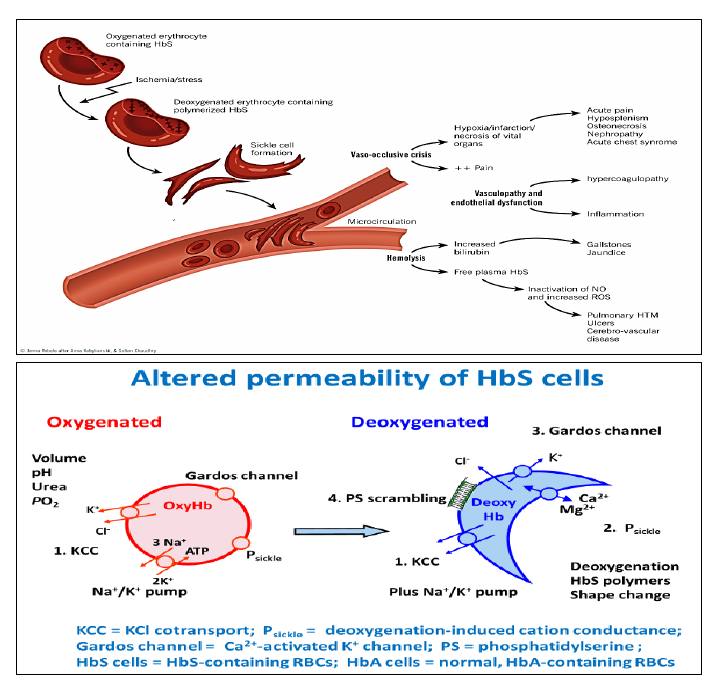 Oxygenated erythrocyte
containing HbS
Ischemia/stress
Deoxygenated erythrocyte containing
polymerized HbS
Sickle cell
formation
Microcirculation
Vaso-occlusive crisis
Hypoxia/infarction/
necrosis of vital
organs
Acute pain
Hyposplenism
Osteonecrosis
Nephropathy
Acute chest synrome
++ Pain
Vasculopathy and
endothelial dysfunction
hypercoagulopathy
Inflammation
Hemolysis
Increased
bilirubin
Gallstones
Jaundice
Free plasma HbS
Inactivation of NO
and increased ROS
Pulmonary HTM
Ulcers
Cerebro-vascular
disease
Altered permeability of HbS cells
Oxygenated
Volume
pH
Urea
PO₂
Gardos channel
OxyHb
K⁺
Cl⁻
1. KCC
3 Na⁺
ATP
2K⁺
Psickle
Na⁺/K⁺ pump
Deoxygenated
3. Gardos channel
Cl⁻
K⁺
4. PS scrambling
Deoxy
Hb
Ca²⁺
Mg²⁺
2. Psickle
1. KCC
Plus Na⁺/K⁺ pump
Deoxygenation
HbS polymers
Shape change
KCC = KCl cotransport; Psickle = deoxygenation-induced cation conductance;
Gardos channel = Ca²⁺-activated K⁺ channel; PS = phosphatidylserine ;
HbS cells = HbS-containing RBCs; HbA cells = normal, HbA-containing RBCs